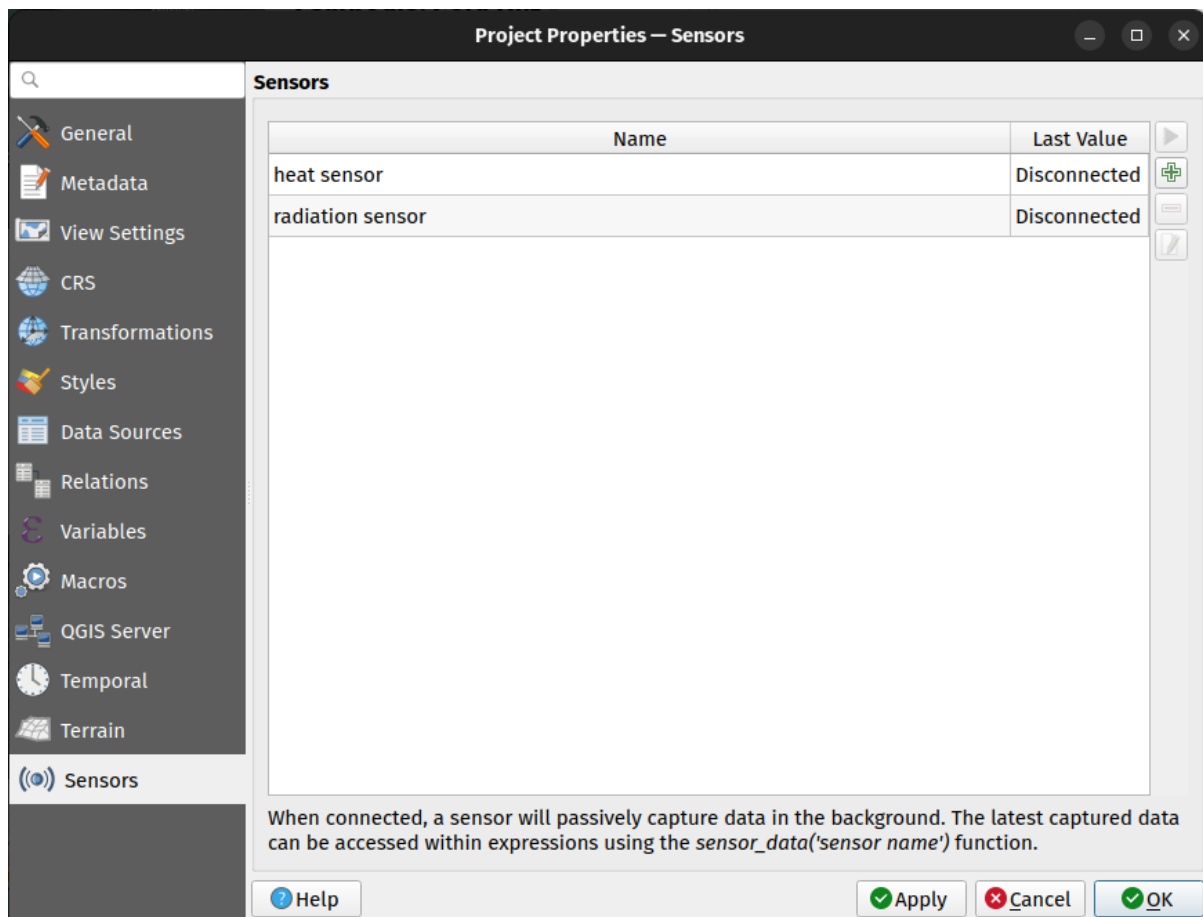 Project Properties — Sensors
Sensors
General
Metadata
View Settings
CRS
Transformations
Styles
Data Sources
Relations
Variables
Macros
QGIS Server
Temporal
Terrain
Sensors
Name Last Value
heat sensor Disconnected
radiation sensor Disconnected
When connected, a sensor will passively capture data in the background. The latest captured data
can be accessed within expressions using the sensor_data('sensor name') function.
Help Apply Cancel OK